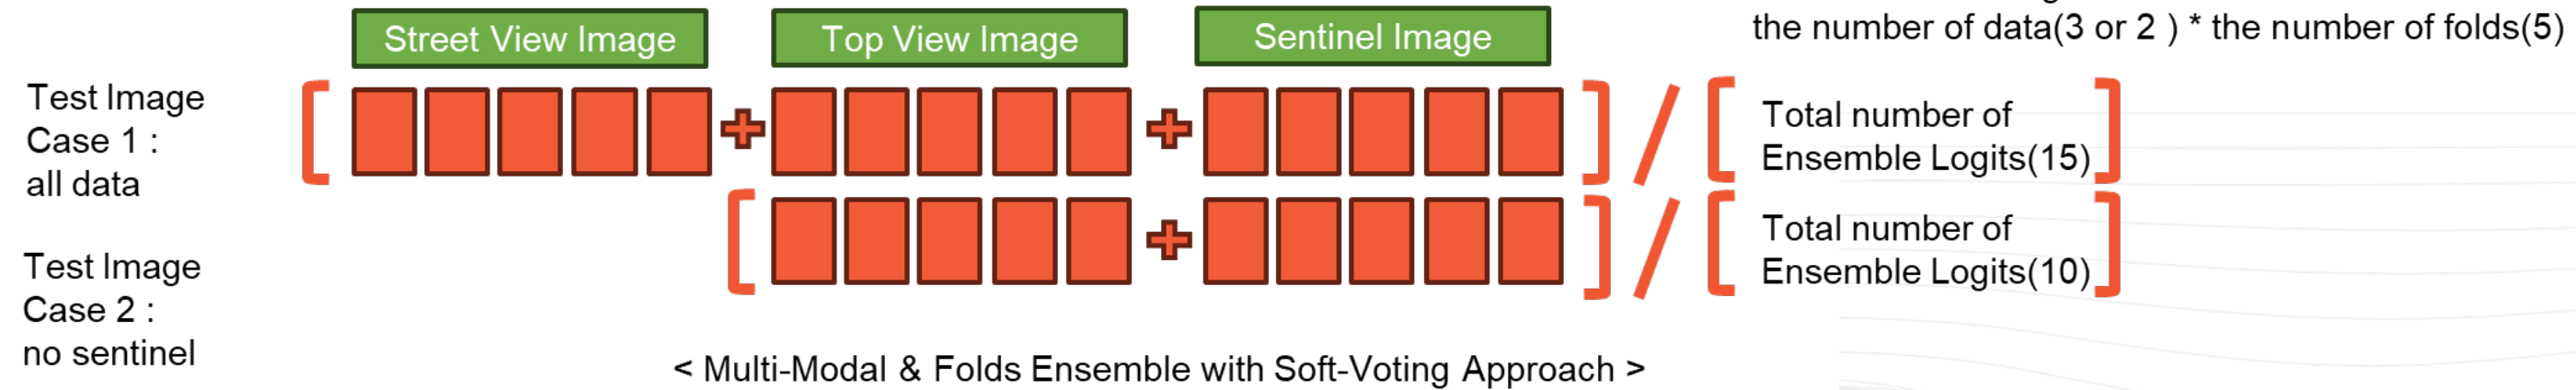 Street View Image
Top View Image
Sentinel Image
the number of data(3 or 2 ) * the number of folds(5)
Test Image
Case 1 :
all data
Total number of
Ensemble Logits(15)
Test Image
Case 2 :
no sentinel
Total number of
Ensemble Logits(10)
< Multi-Modal & Folds Ensemble with Soft-Voting Approach >